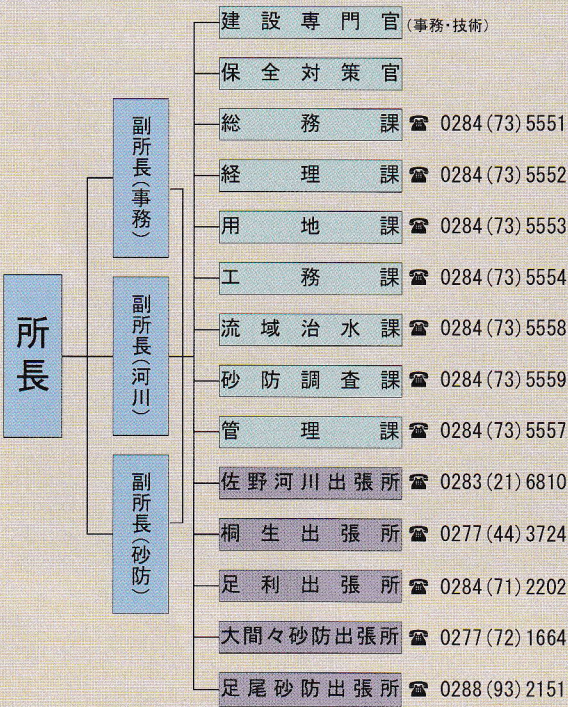 所長
副所長(事務)
副所長(河川)
副所長(砂防)
建設専門官(事務・技術)
保全対策官
総務課 ☎ 0284(73)5551
経理課 ☎ 0284(73)5552
用地課 ☎ 0284(73)5553
工務課 ☎ 0284(73)5554
流域治水課 ☎ 0284(73)5558
砂防調査課 ☎ 0284(73)5559
管理課 ☎ 0284(73)5557
佐野河川出張所 ☎ 0283(21)6810
桐生出張所 ☎ 0277(44)3724
足利出張所 ☎ 0284(71)2202
大間々砂防出張所 ☎ 0277(72)1664
足尾砂防出張所 ☎ 0288(93)2151